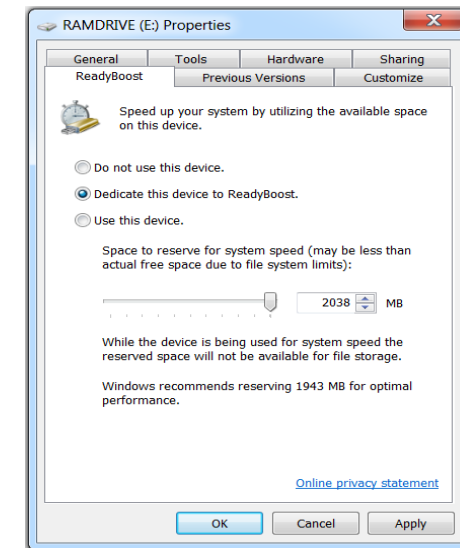 RAMDRIVE (E:) Properties
General Tools Hardware Sharing
ReadyBoost Previous Versions Customize
Speed up your system by utilizing the available space
on this device.
Do not use this device.
Dedicate this device to ReadyBoost.
Use this device.
Space to reserve for system speed (may be less than
actual free space due to file system limits):
2038 MB
While the device is being used for system speed the
reserved space will not be available for file storage.
Windows recommends reserving 1943 MB for optimal
performance.
Online privacy statement
OK Cancel Apply